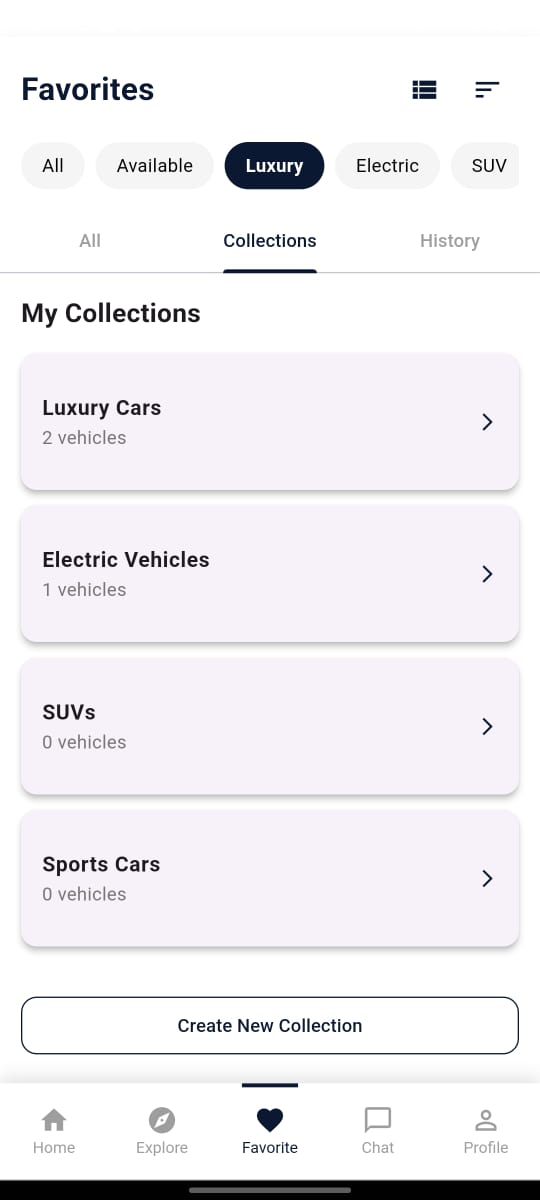 Favorites
All Available Luxury Electric SUV
All Collections History
My Collections
Luxury Cars
2 vehicles
Electric Vehicles
1 vehicles
SUVs
0 vehicles
Sports Cars
0 vehicles
Create New Collection
Home Explore Favorite Chat Profile